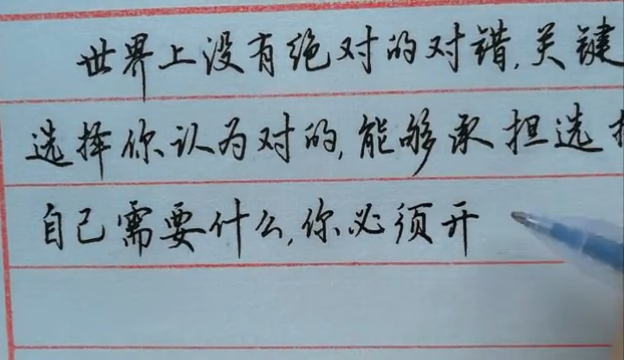 世界上没有绝对的对错,关键
选择你认为对的,能够承担选
自己需要什么,你必须开